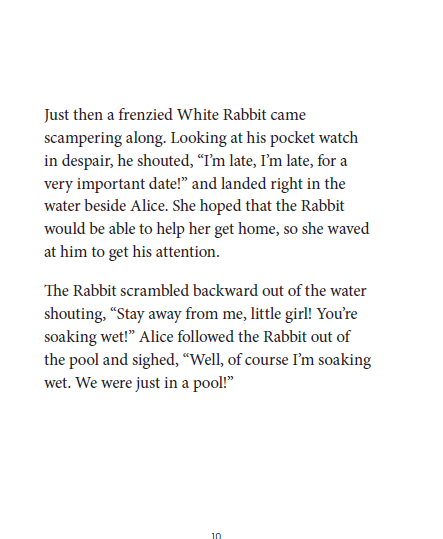 Just then a frenzied White Rabbit came
scampering along. Looking at his pocket watch
in despair, he shouted, “I’m late, I’m late, for a
very important date!” and landed right in the
water beside Alice. She hoped that the Rabbit
would be able to help her get home, so she waved
at him to get his attention.
The Rabbit scrambled backward out of the water
shouting, “Stay away from me, little girl! You’re
soaking wet!” Alice followed the Rabbit out of
the pool and sighed, “Well, of course I’m soaking
wet. We were just in a pool!”
10